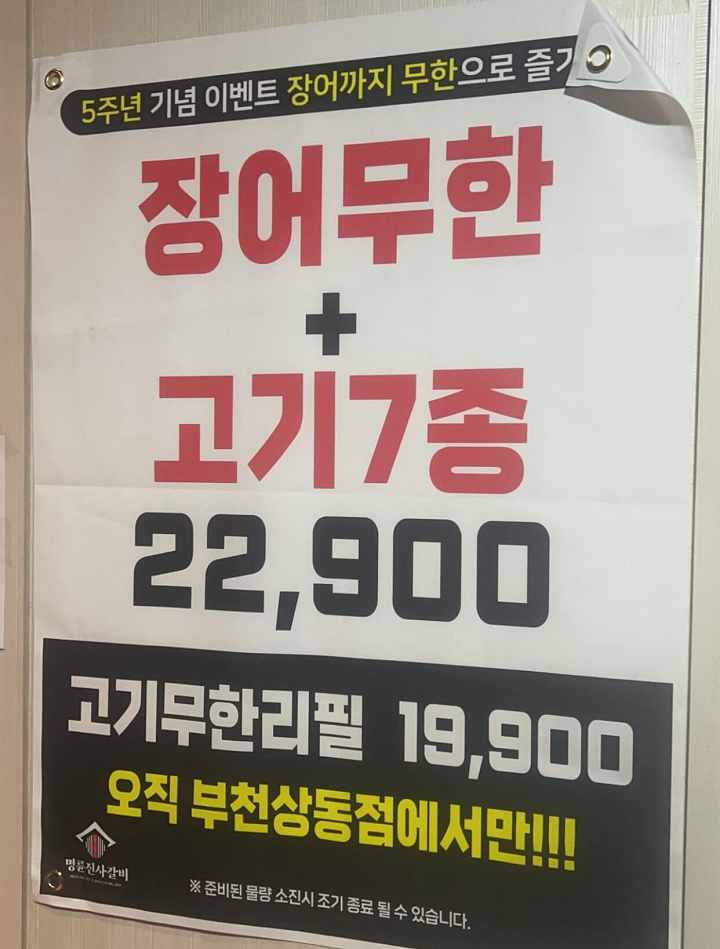 5주년 기념 이벤트 장어까지 무한으로
장어무한
+
고기7종
22,900
고기무한리필 19,900
오직 부천상동점에서만!!!
명륜진사갈비
※ 준비된 물량 소진시 조기 종료 될 수 있습니다.